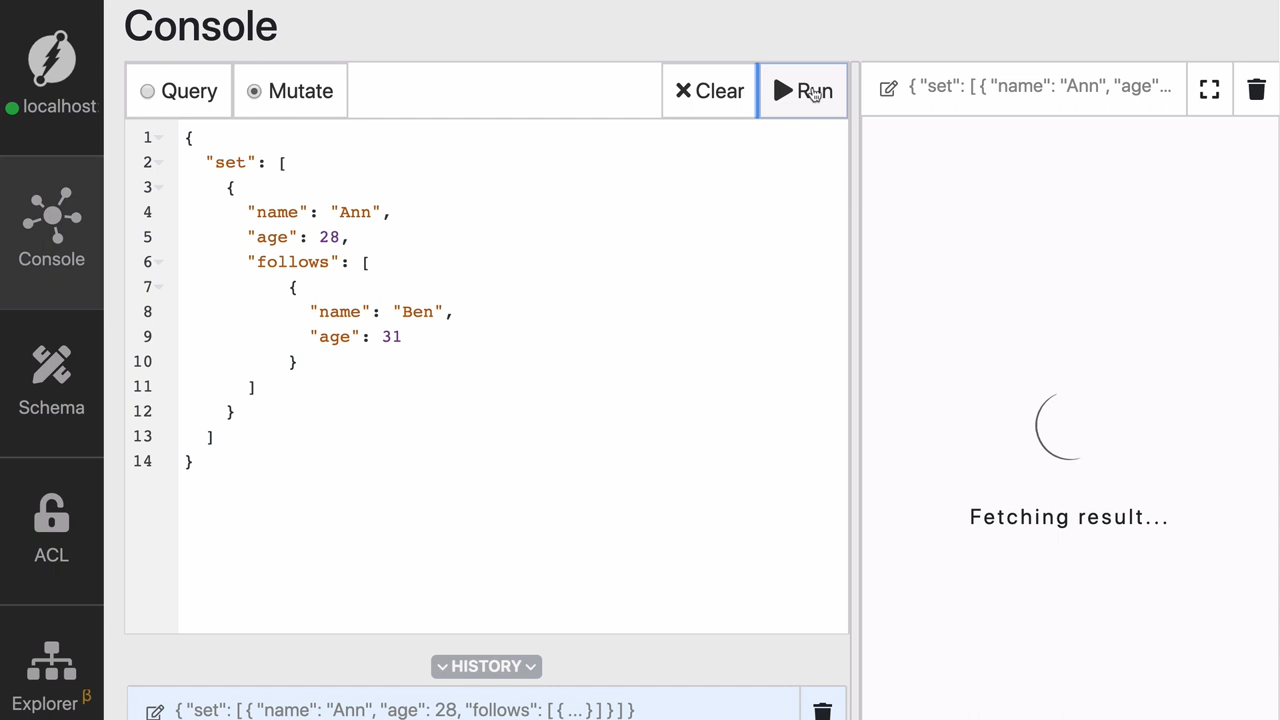 Console
localhost
Console
Schema
ACL
Explorer β
Query
Mutate
Clear
Run
1 {
2 "set": [
3 {
4 "name": "Ann",
5 "age": 28,
6 "follows": [
7 {
8 "name": "Ben",
9 "age": 31
10 }
11 ]
12 }
13 ]
14 }
HISTORY
{ "set": [ { "name": "Ann", "age": 28, "follows": [ {...} ] } ] }
{ "set": [ { "name": "Ann", "age"...
Fetching result...